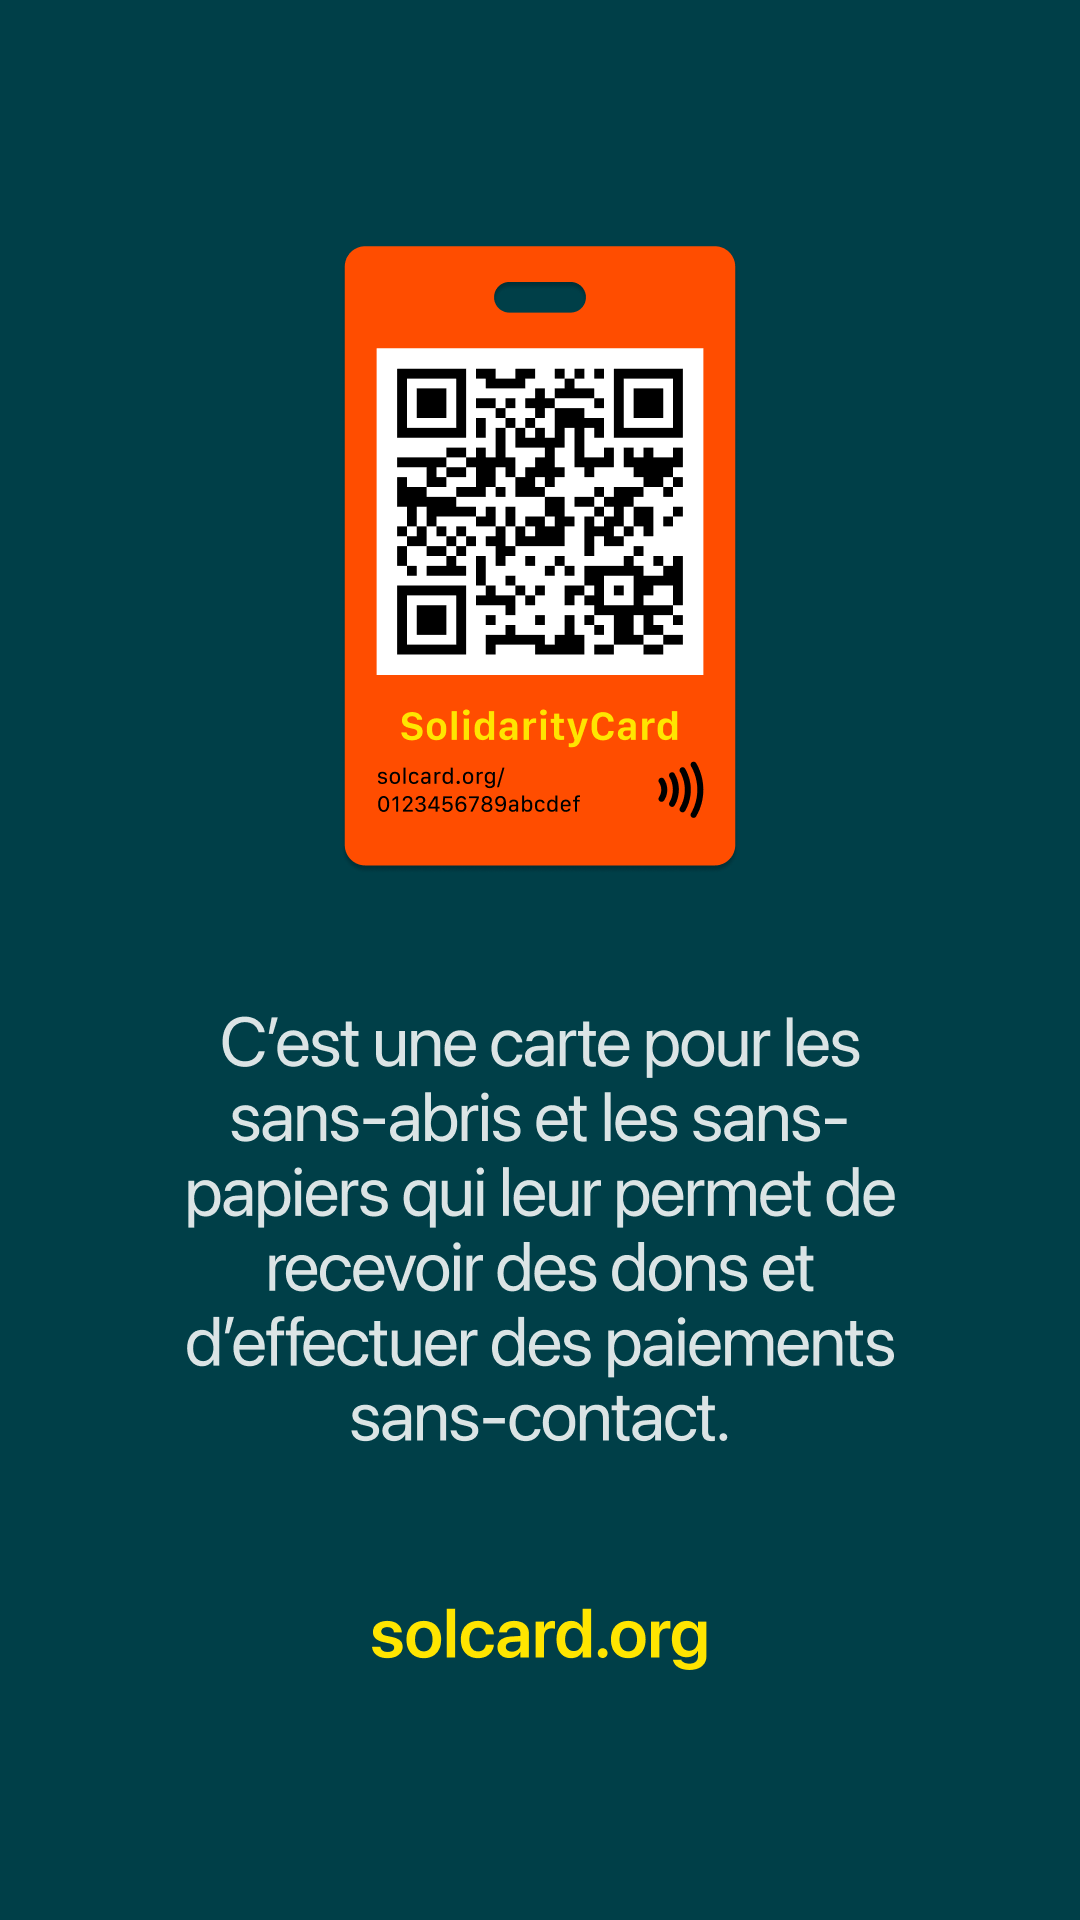 SolidarityCard
solcard.org/
0123456789abcdef
C’est une carte pour les
sans-abris et les sans-
papiers qui leur permet de
recevoir des dons et
d’effectuer des paiements
sans-contact.
solcard.org